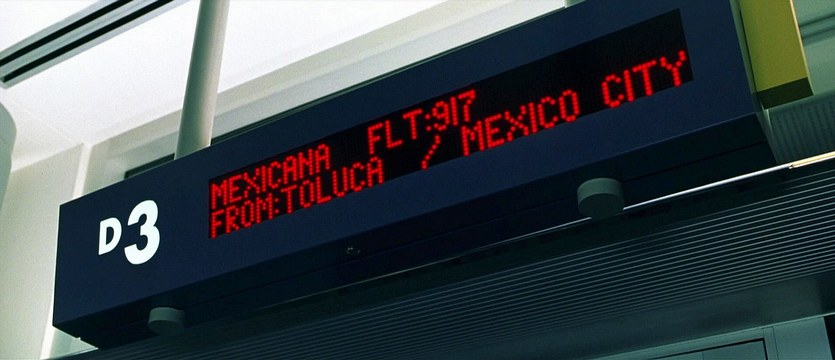 D3
MEXICANA FLT:917
FROM:TOLUCA / MEXICO CITY